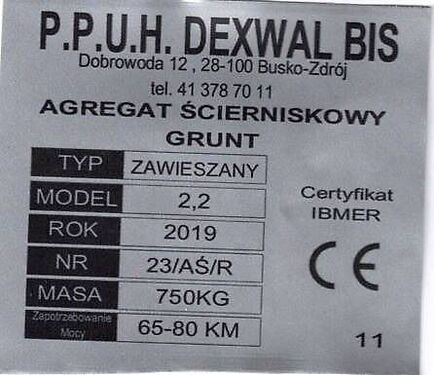 P.P.U.H. DEXWAL BIS
Dobrowoda 12 , 28-100 Busko-Zdrój
tel. 41 378 70 11
AGREGAT ŚCIERNISKOWY
GRUNT
TYP ZAWIESZANY
MODEL 2,2
ROK 2019
NR 23/AŚ/R
MASA 750KG
Zapotrzebowanie Mocy 65-80 KM
Certyfikat
IBMER
CE
11